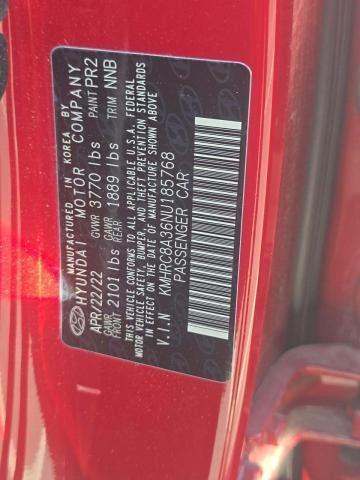 MANUFACTURED IN KOREA BY
HYUNDAI MOTOR COMPANY
APR/22/22 GVWR 3770 lbs PAINT PR2
GAWR FRONT 2101 lbs GAWR REAR 1889 lbs TRIM NNB
THIS VEHICLE CONFORMS TO ALL APPLICABLE U.S.A. FEDERAL
MOTOR VEHICLE SAFETY, BUMPER, AND THEFT PREVENTION STANDARDS
IN EFFECT ON THE DATE OF MANUFACTURE SHOWN ABOVE
V.I.N KMHRC8A36NU185768
PASSENGER CAR